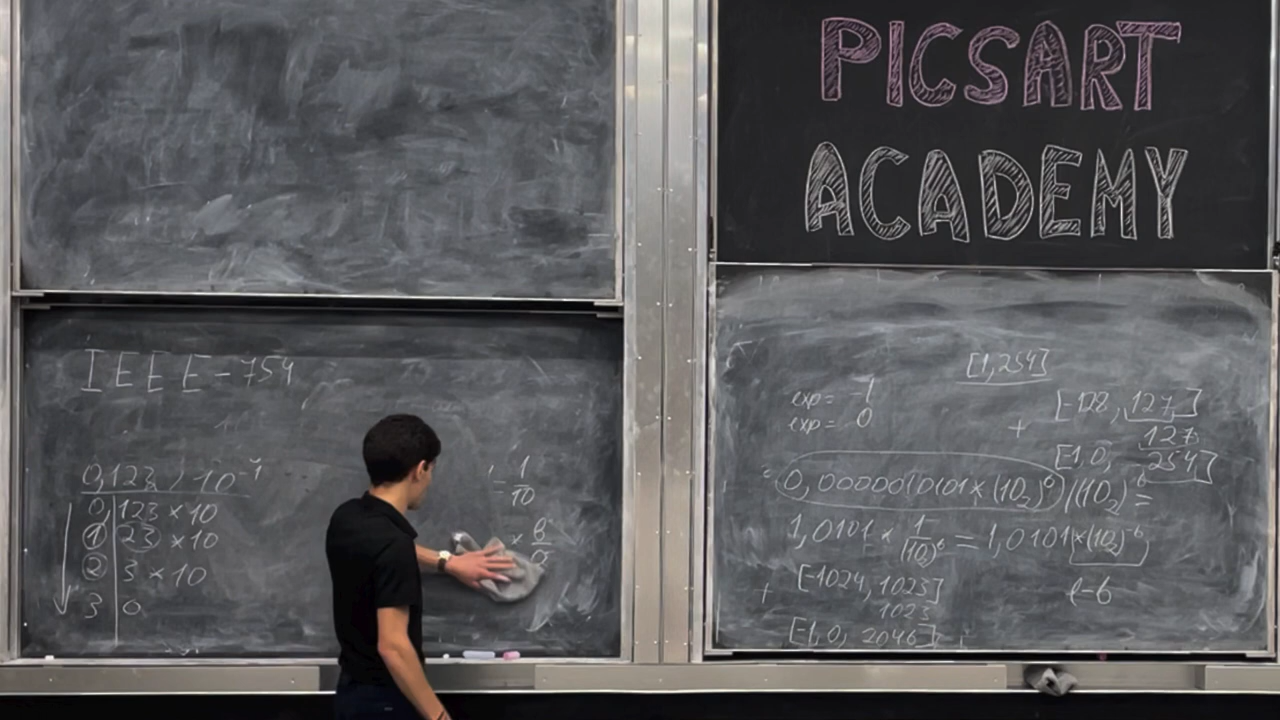 PICSART
ACADEMY
IEEE-754
0,123 / 10⁻¹
0 | 123 × 10
1 | 23 × 10
2 | 3 × 10
3 | 0
1
10
×
[1,254]
exp = -1
exp = 0
[-128, 127]
+ 127
[-1,0, 254]
0,0000010101 × (10₂)⁶ / (10₂)⁻⁶ =
1,0101 × 1/(10)⁶ = 1,0101 × (10₂)⁻⁶
+ [-1024, 1023]
1023
[-1,0, 2046]